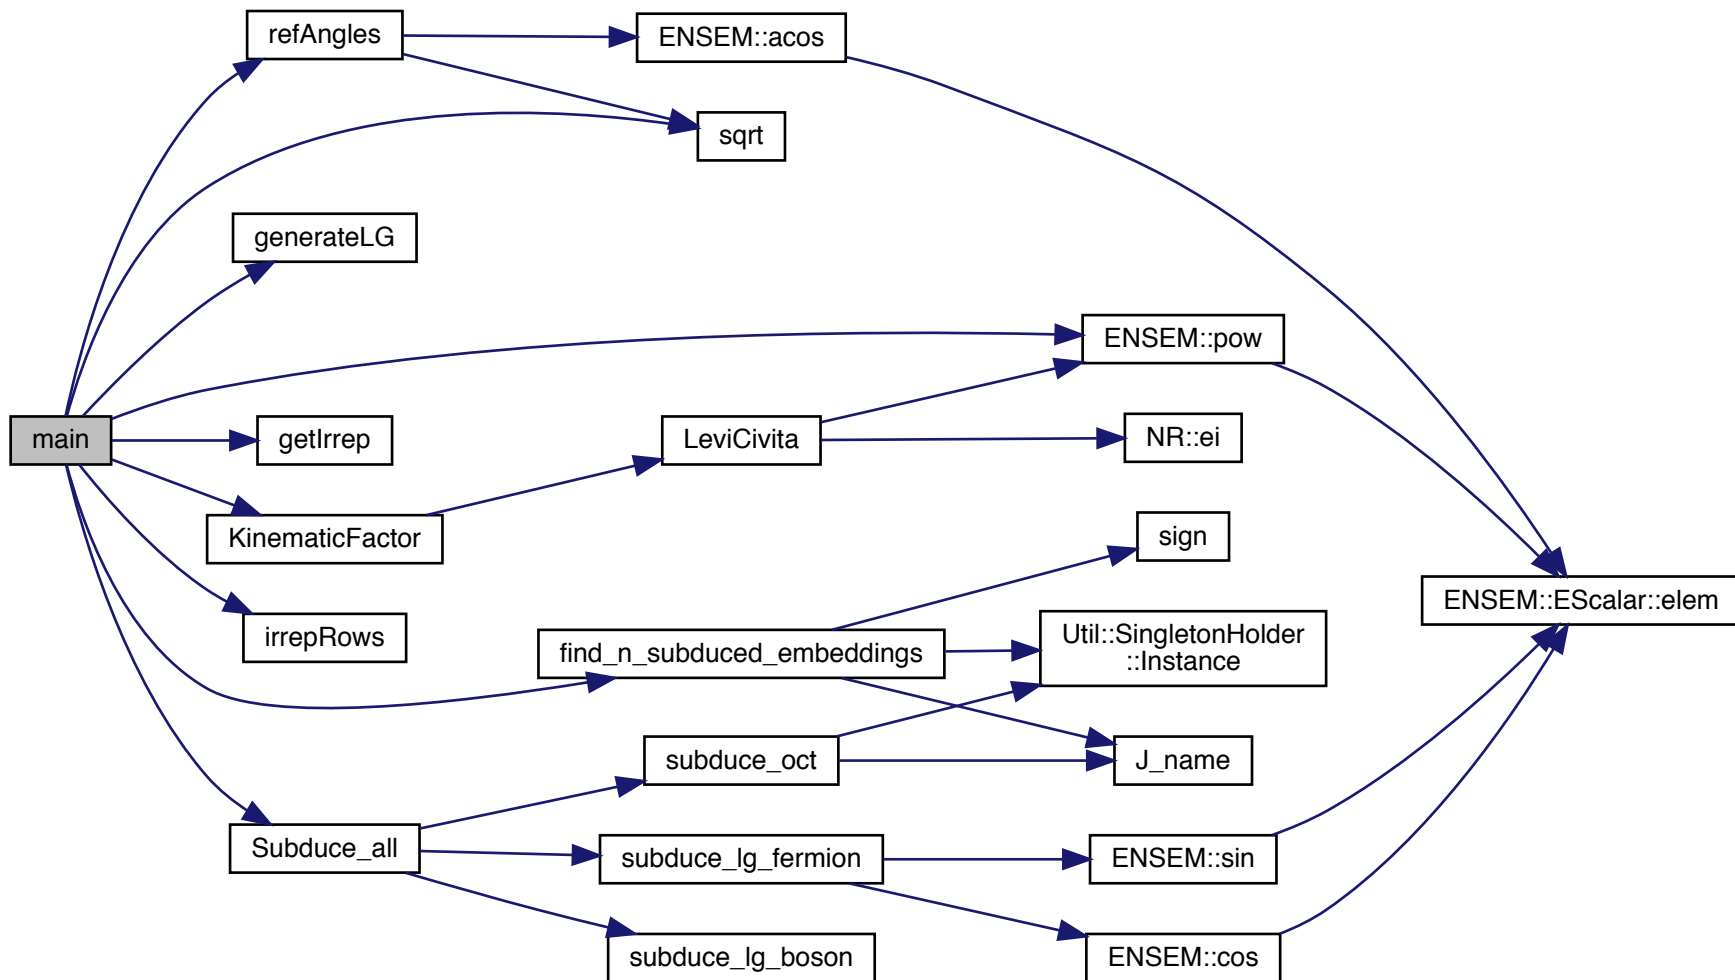 refAngles
ENSEM::acos
sqrt
generateLG
ENSEM::pow
main
getIrrep
LeviCivita
NR::ei
KinematicFactor
sign
ENSEM::EScalar::elem
irrepRows
find_n_subduced_embeddings
Util::SingletonHolder
::Instance
subduce_oct
J_name
Subduce_all
subduce_lg_fermion
ENSEM::sin
subduce_lg_boson
ENSEM::cos